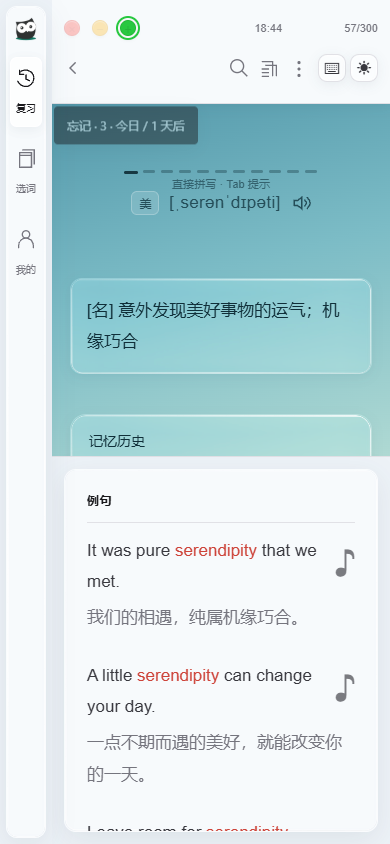 18:44
57/300
复习
忘记 · 3 · 今日 / 1 天后
选词
直接拼写 · Tab 提示
美 [ˌserənˈdɪpəti]
我的
[名] 意外发现美好事物的运气；机
缘巧合
记忆历史
例句
It was pure serendipity that we
met.
我们的相遇，纯属机缘巧合。
A little serendipity can change
your day.
一点不期而遇的美好，就能改变你
的一天。
Leave room for serendipity